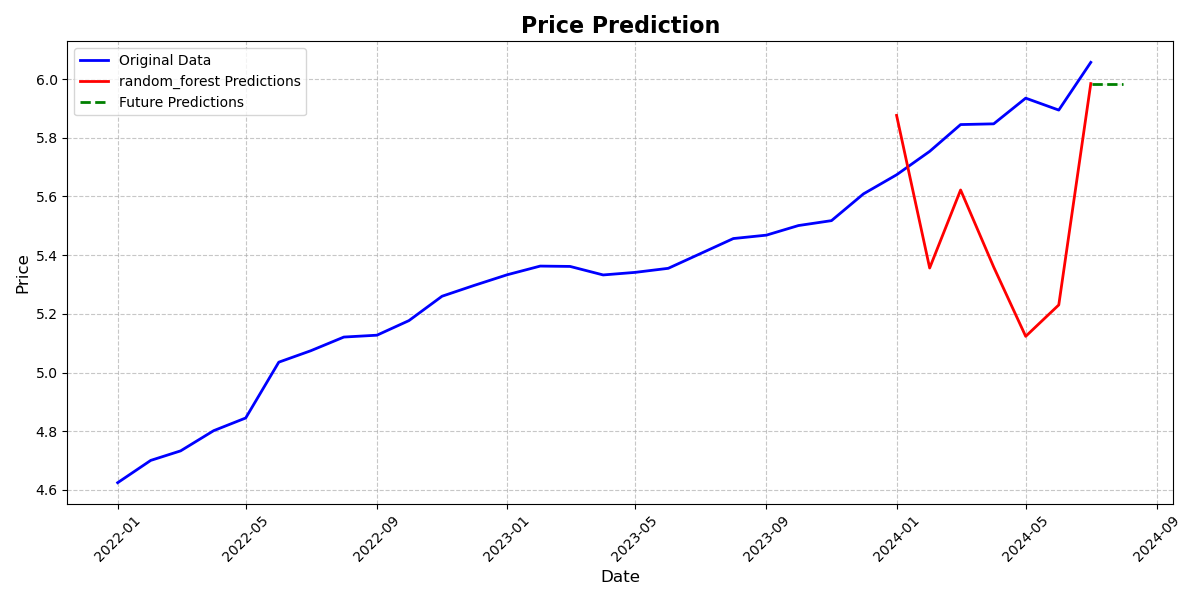 Price Prediction
Original Data
random_forest Predictions
Future Predictions
Price
6.0
5.8
5.6
5.4
5.2
5.0
4.8
4.6
2022-01
2022-05
2022-09
2023-01
2023-05
2023-09
2024-01
2024-05
2024-09
Date